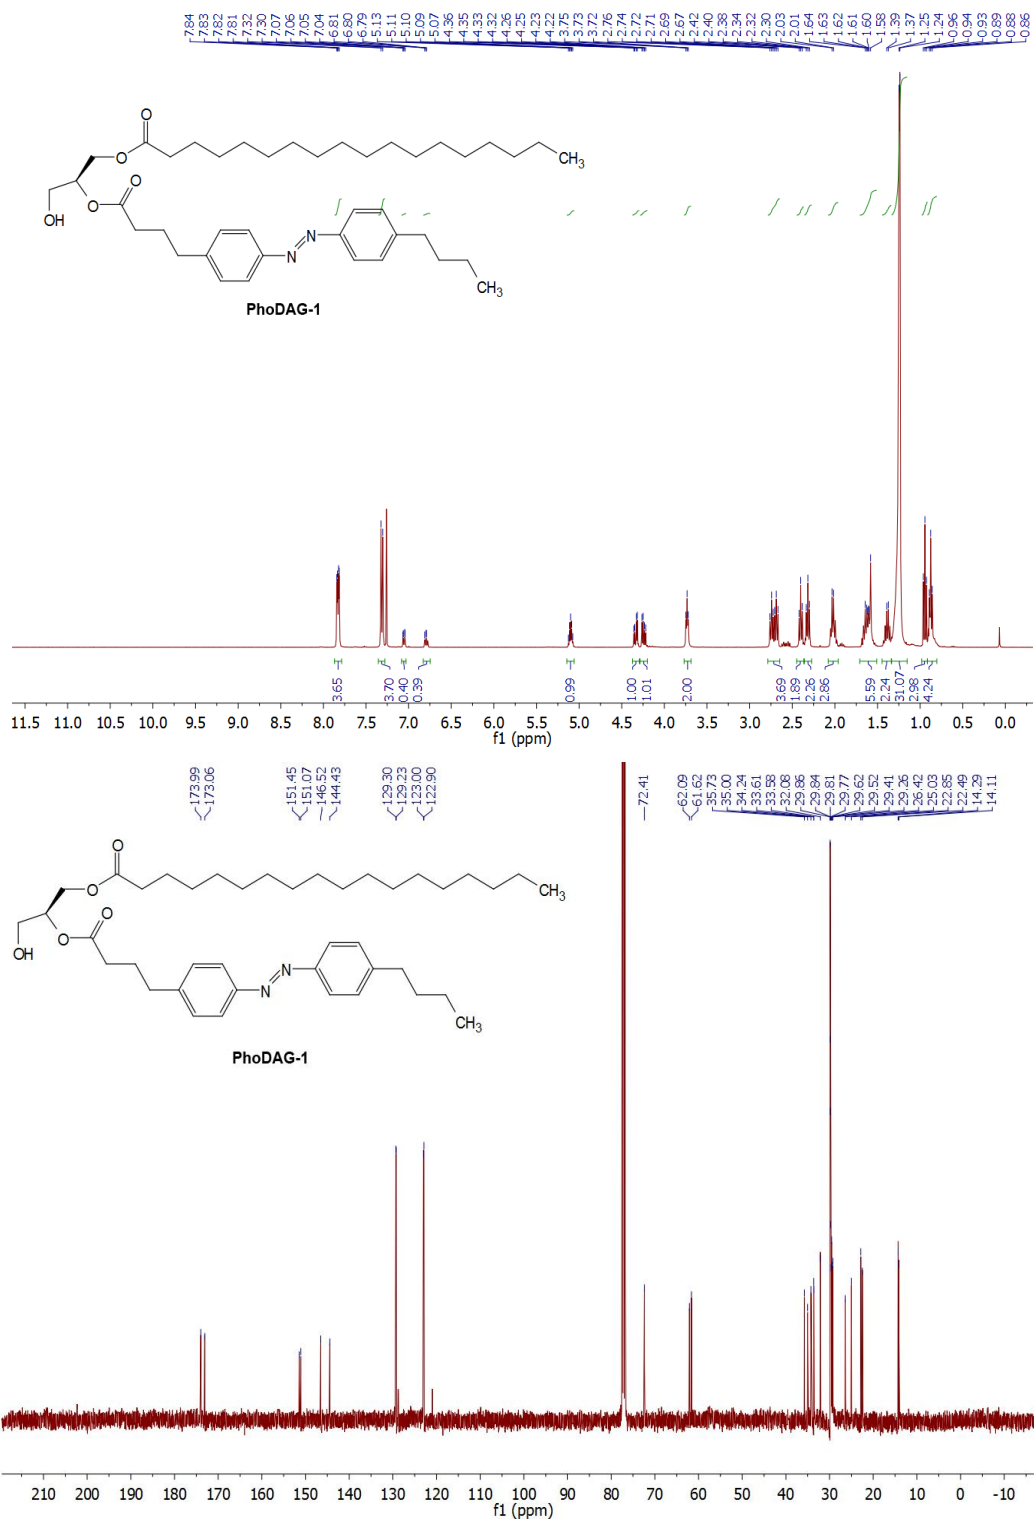 7.84 7.83 7.82 7.81 7.32 7.30 7.07 7.06 7.05 7.04 6.81 6.80 6.79 5.13 5.11 5.10 5.09 5.07 4.36 4.35 4.33 4.32 4.26 4.25 4.23 4.22 3.75 3.73 3.72 2.76 2.74 2.72 2.71 2.69 2.67 2.42 2.40 2.38 2.34 2.32 2.30 2.03 2.01 1.64 1.63 1.62 1.61 1.60 1.58 1.39 1.37 1.25 1.24 0.96 0.94 0.93 0.89 0.88 0.86
O
O
CH3
O
OH
O
N
N
CH3
PhoDAG-1
3.65 3.70 0.40 0.39 0.99 1.00 1.01 2.00 3.69 1.89 2.26 2.86 5.59 2.24 31.07 2.98 4.24
11.5 11.0 10.5 10.0 9.5 9.0 8.5 8.0 7.5 7.0 6.5 6.0 5.5 5.0 4.5 4.0 3.5 3.0 2.5 2.0 1.5 1.0 0.5 0.0
f1 (ppm)
173.99 173.06 151.45 151.07 146.52 144.43 129.30 129.23 123.00 122.90 72.41 62.09 61.62 35.73 35.00 34.24 33.61 33.58 32.08 29.86 29.84 29.81 29.77 29.62 29.52 29.41 29.26 26.42 25.03 22.85 22.49 14.29 14.11
O
O
CH3
O
OH
O
N
N
CH3
PhoDAG-1
210 200 190 180 170 160 150 140 130 120 110 100 90 80 70 60 50 40 30 20 10 0 -10
f1 (ppm)